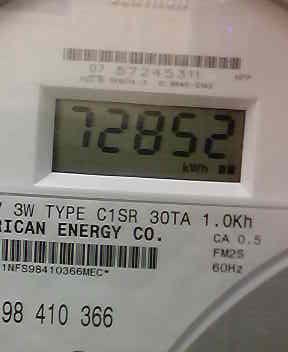 07 57245311
72852
kWh
V 3W TYPE C1SR 30TA 1.0Kh
RICAN ENERGY CO.
CA 0.5
FM2S
60Hz
1NFS98410366MEC*
98 410 366